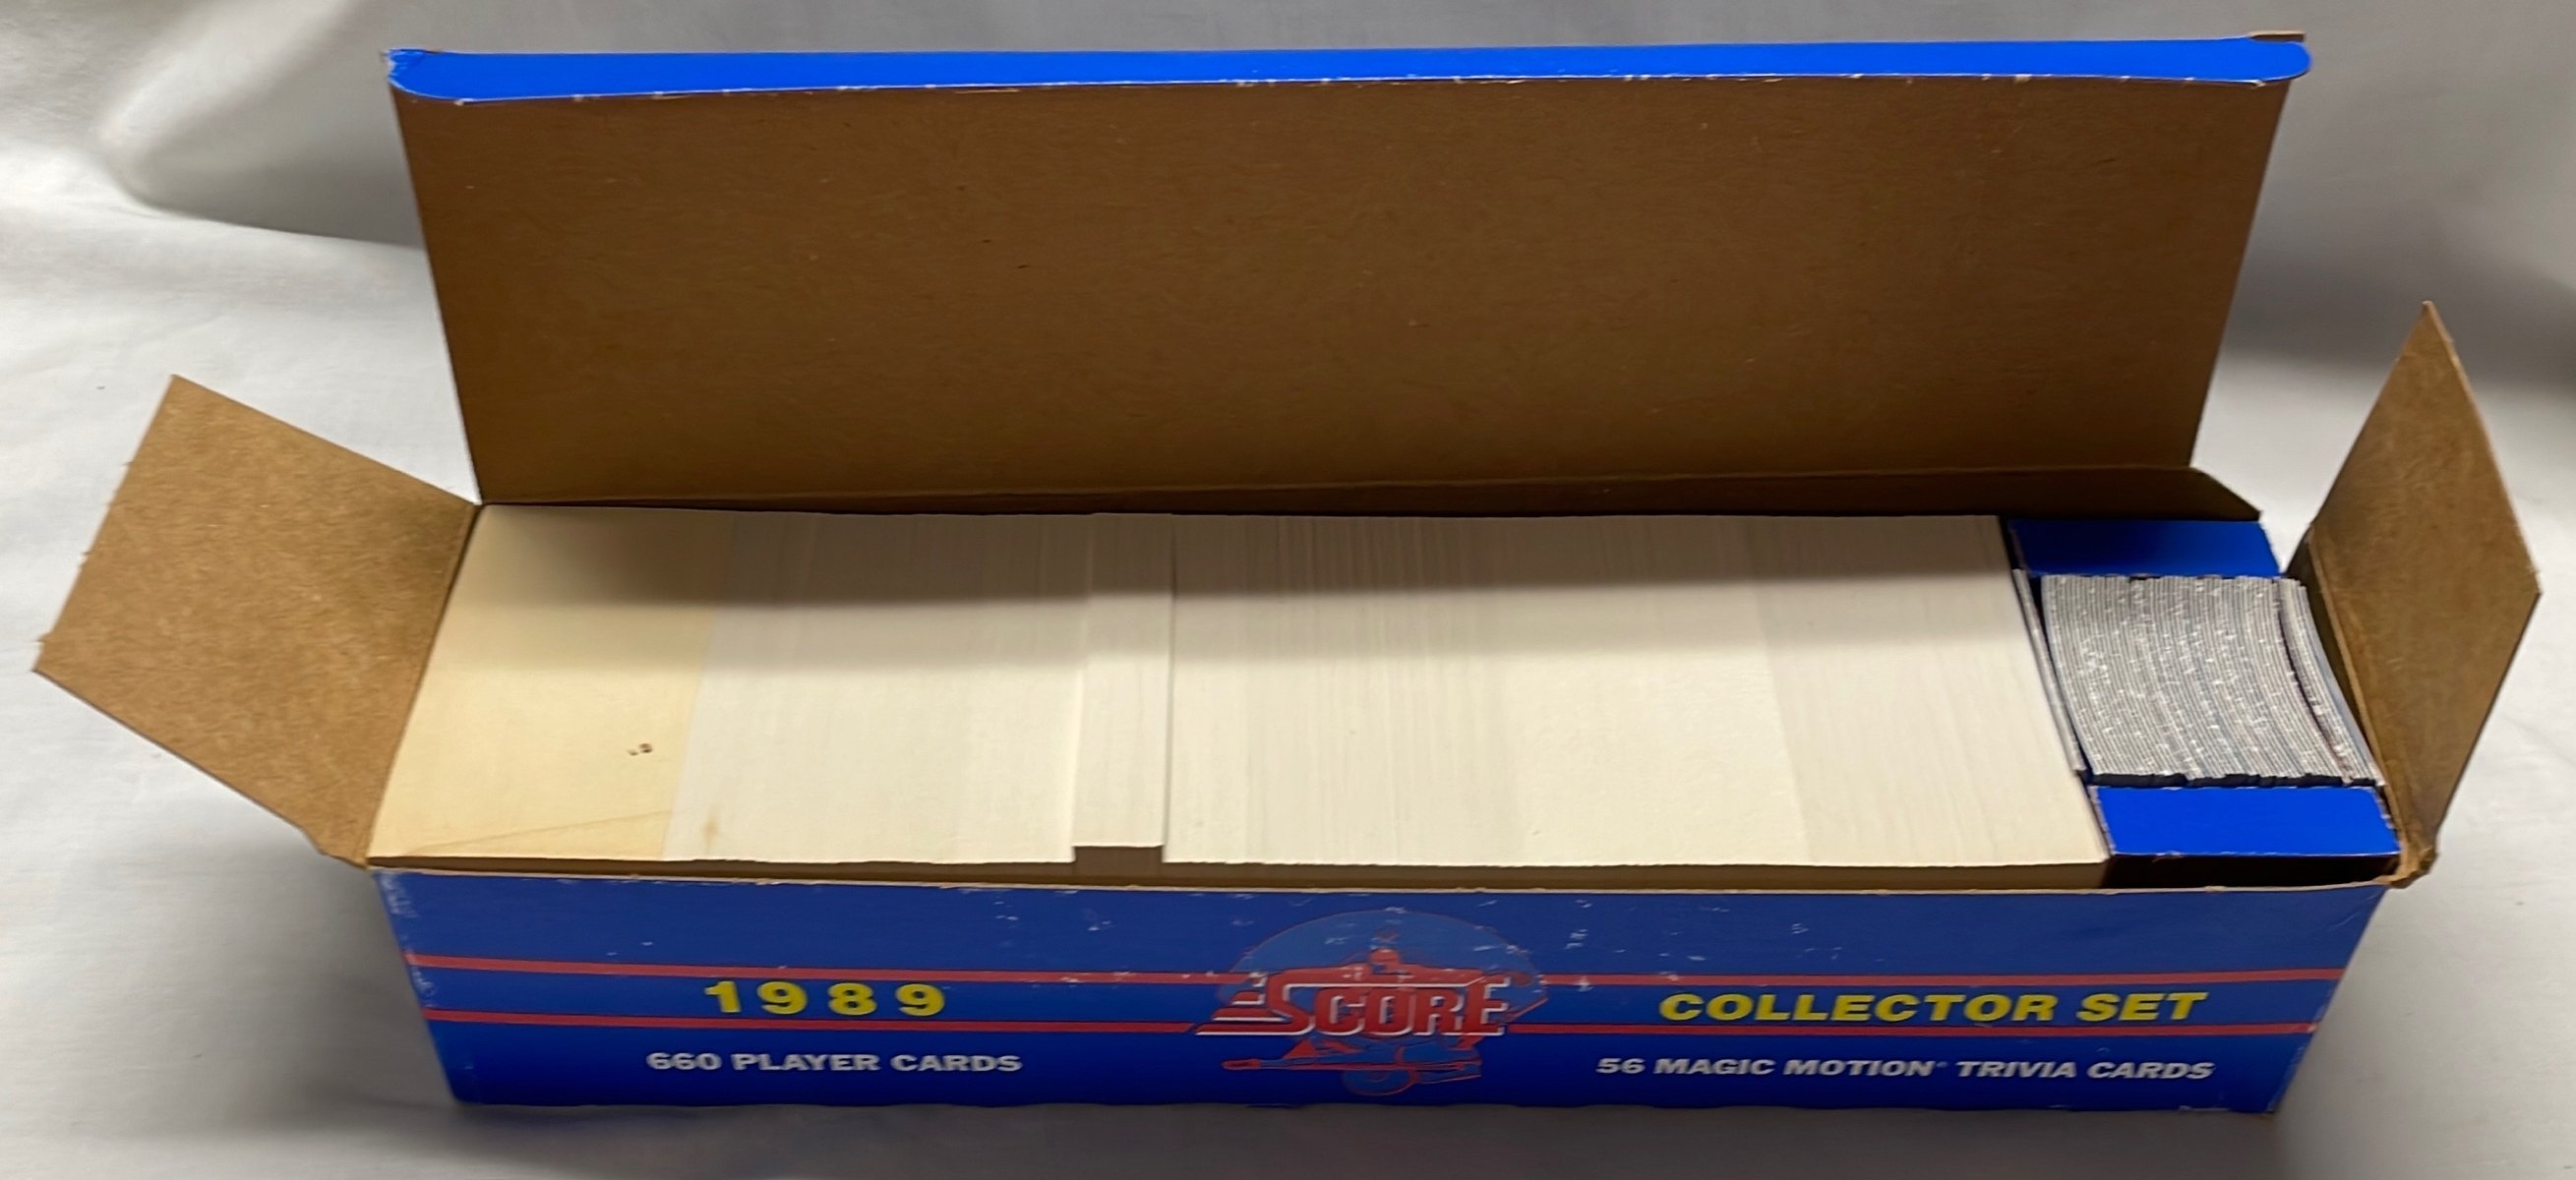 1989
SCORE
COLLECTOR SET
660 PLAYER CARDS
56 MAGIC MOTION TRIVIA CARDS